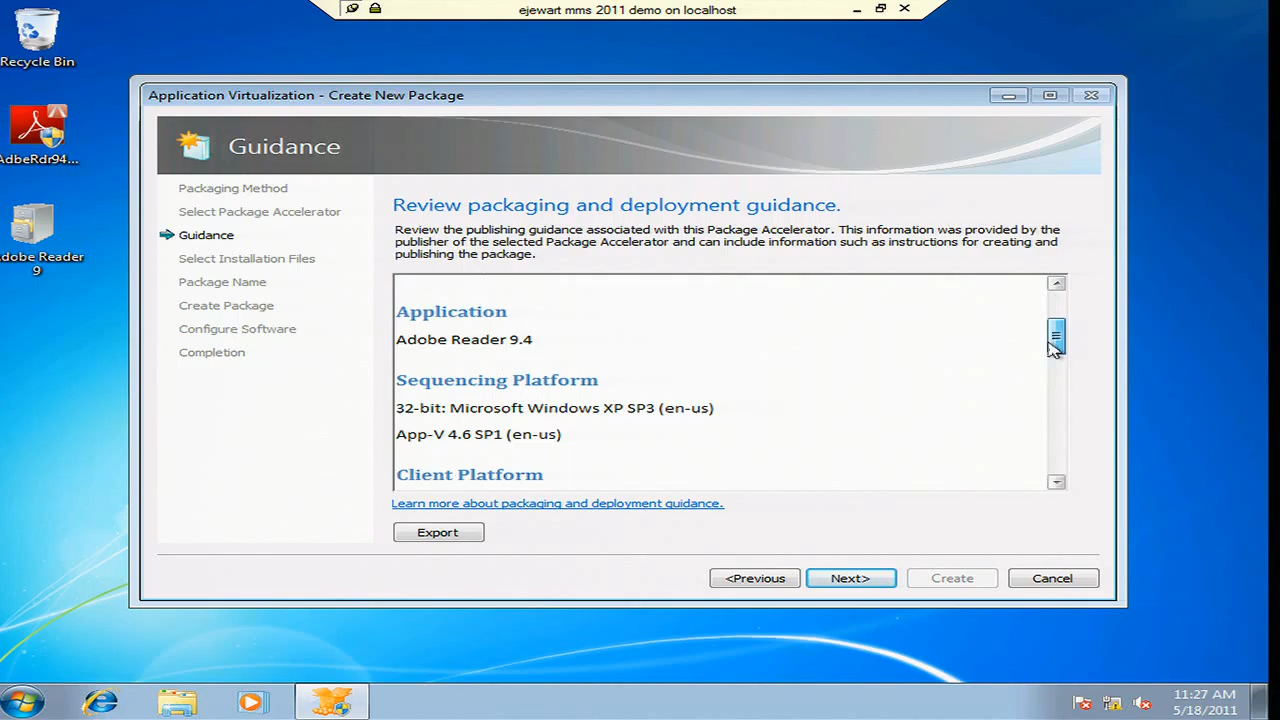 ejewart mms 2011 demo on localhost
Recycle Bin
AdbeRdr94...
Adobe Reader
9
Application Virtualization - Create New Package
Guidance
Packaging Method
Select Package Accelerator
Guidance
Select Installation Files
Package Name
Create Package
Configure Software
Completion
Review packaging and deployment guidance.
Review the publishing guidance associated with this Package Accelerator. This information was provided by the
publisher of the selected Package Accelerator and can include information such as instructions for creating and
publishing the package.
Application
Adobe Reader 9.4
Sequencing Platform
32-bit: Microsoft Windows XP SP3 (en-us)
App-V 4.6 SP1 (en-us)
Client Platform
Learn more about packaging and deployment guidance.
Export
<Previous
Next>
Create
Cancel
11:27 AM
5/18/2011